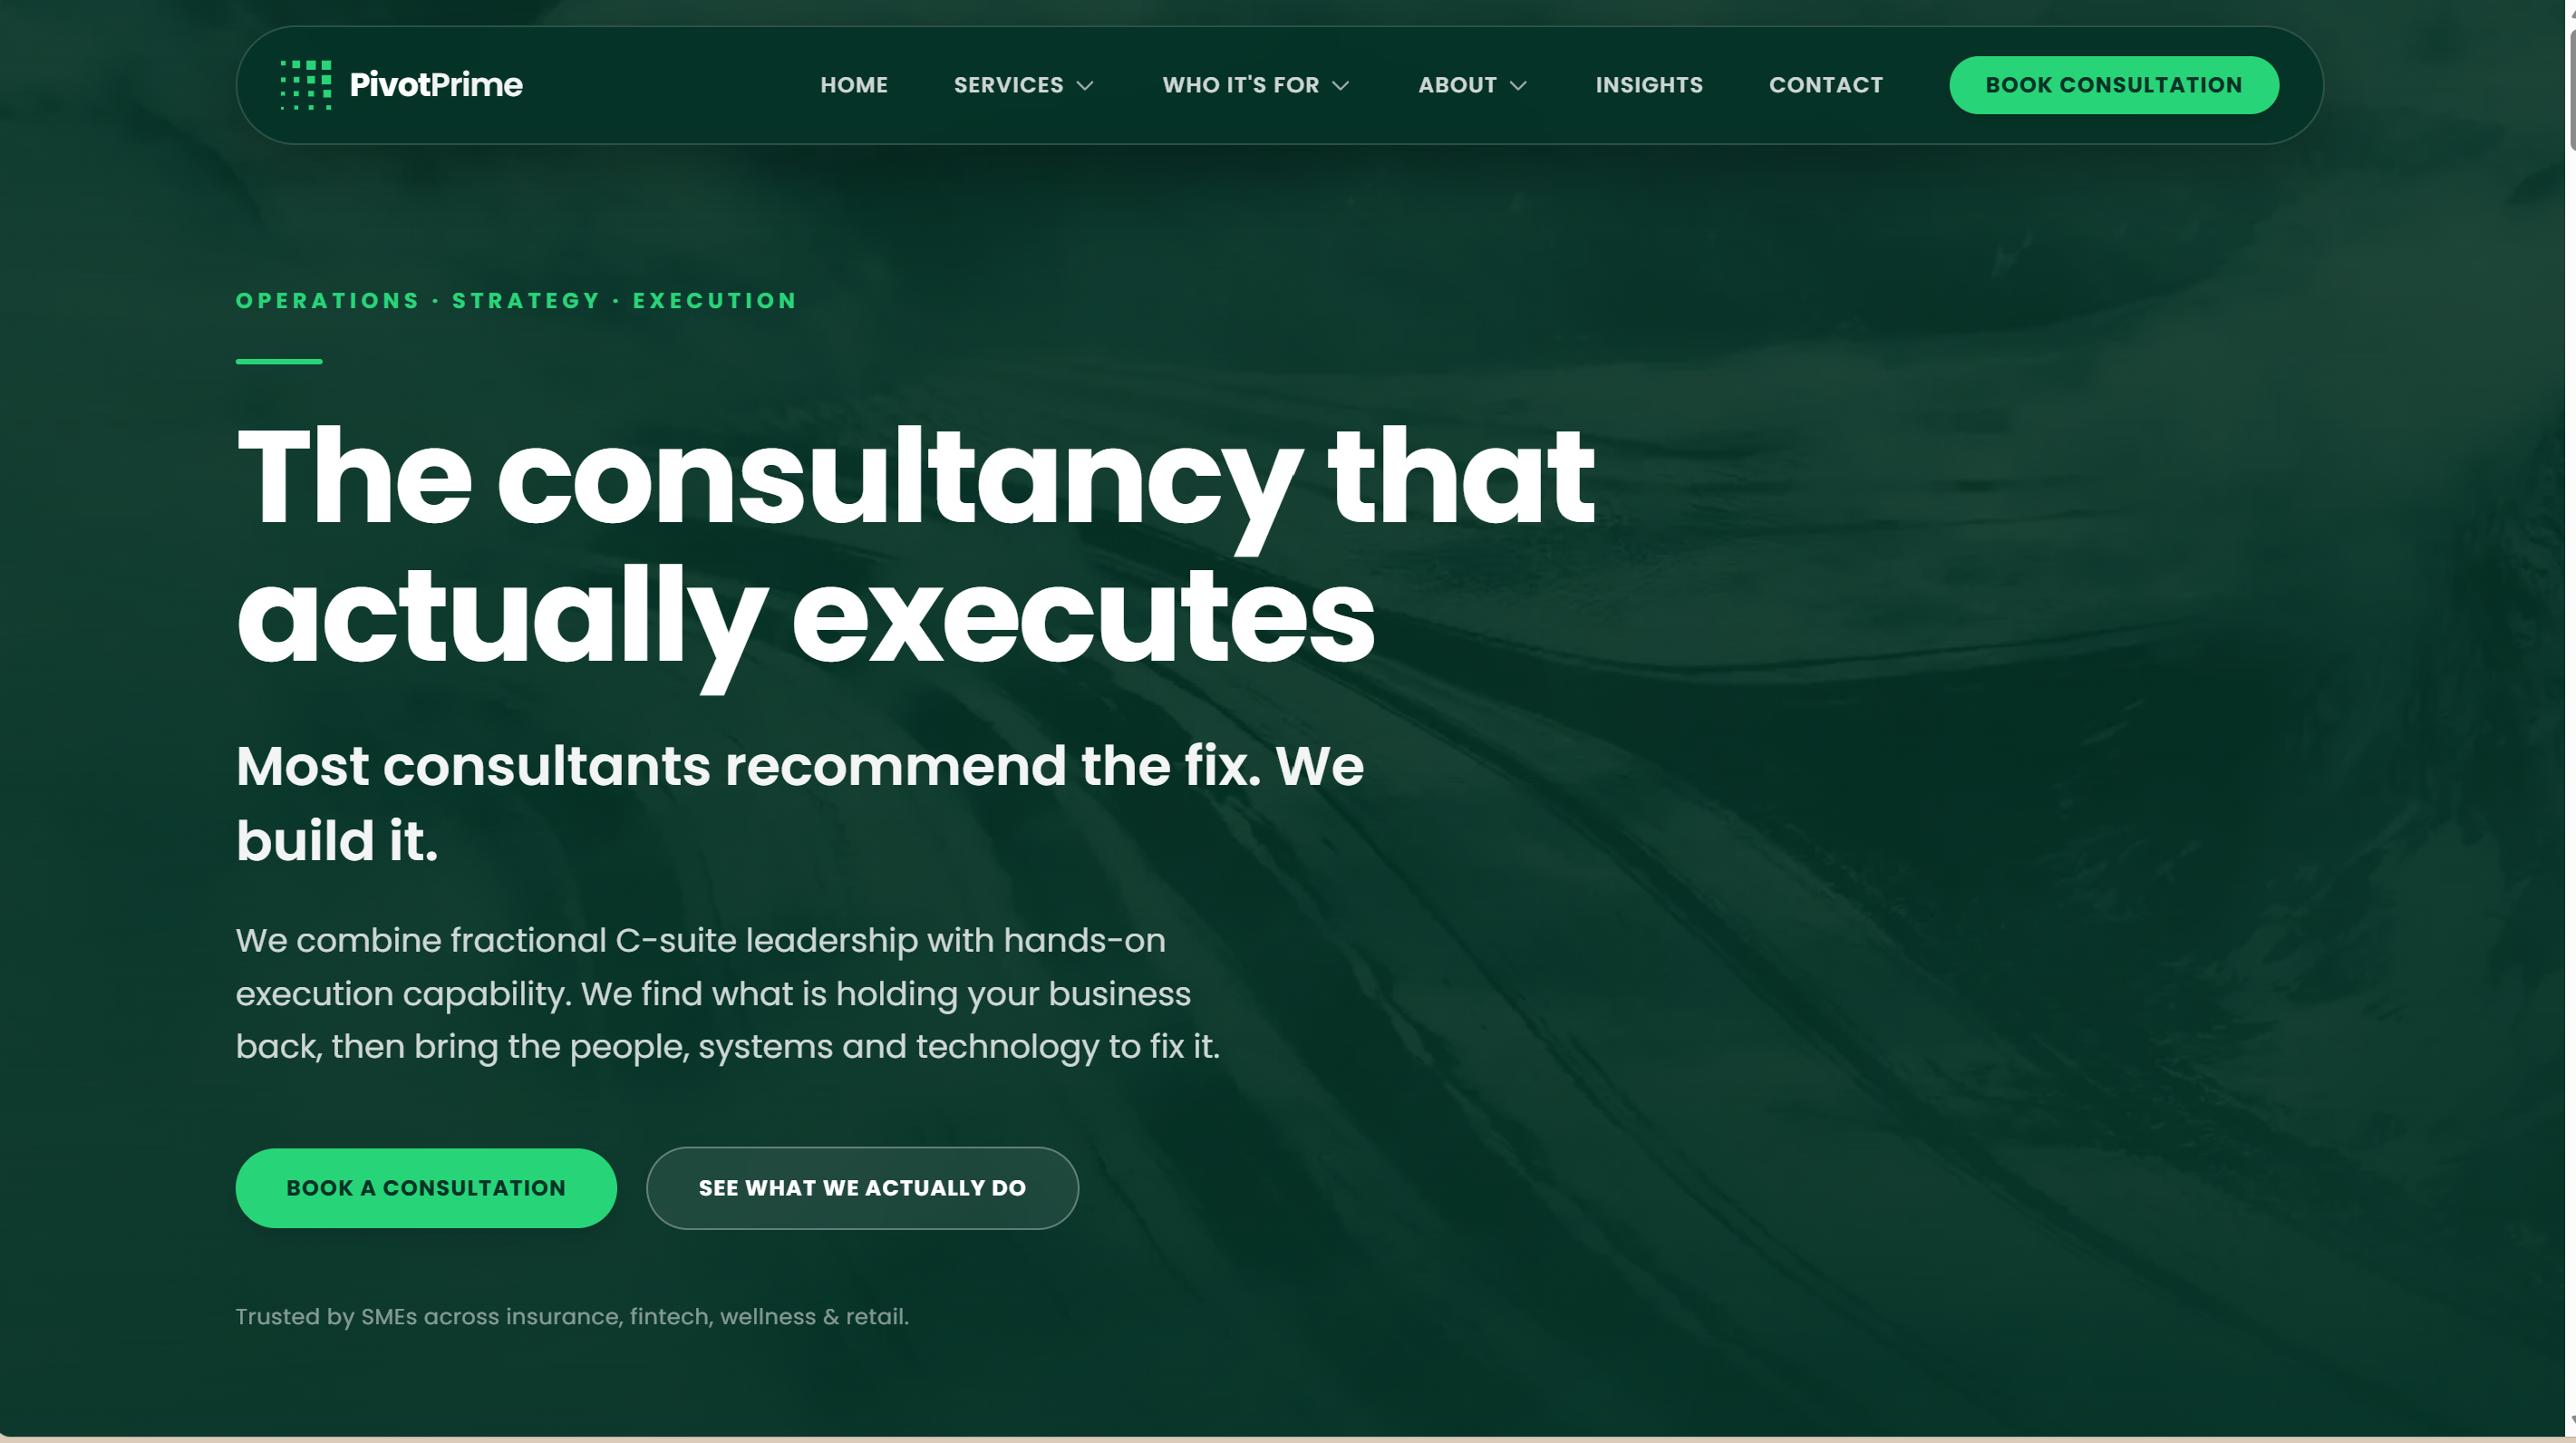 PivotPrime
HOME
SERVICES
WHO IT'S FOR
ABOUT
INSIGHTS
CONTACT
BOOK CONSULTATION
OPERATIONS · STRATEGY · EXECUTION
The consultancy that
actually executes
Most consultants recommend the fix. We
build it.
We combine fractional C-suite leadership with hands-on
execution capability. We find what is holding your business
back, then bring the people, systems and technology to fix it.
BOOK A CONSULTATION
SEE WHAT WE ACTUALLY DO
Trusted by SMEs across insurance, fintech, wellness & retail.